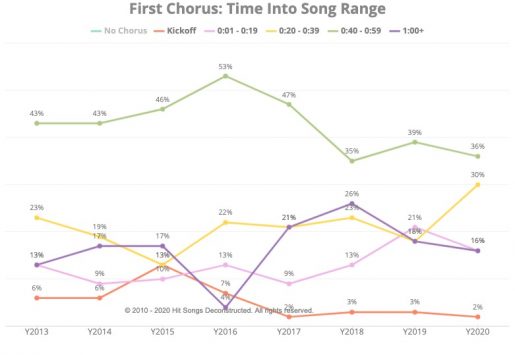 First Chorus: Time Into Song Range
No Chorus Kickoff 0:01 - 0:19 0:20 - 0:39 0:40 - 0:59 1:00+
53%
47%
46%
43% 43%
39%
36%
35%
30%
26%
23% 22% 21% 23% 21%
19%
17% 17% 18%
16%
13% 13% 13% 13%
10%
9% 9%
6% 6% 7%
4%
2% 3% 3% 2%
© 2010 - 2020 Hit Songs Deconstructed. All rights reserved.
Y2013 Y2014 Y2015 Y2016 Y2017 Y2018 Y2019 Y2020